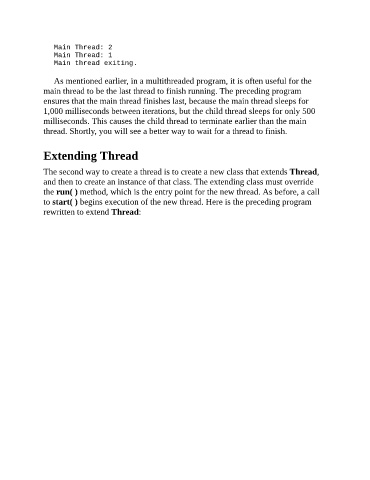 Main Thread: 2
Main Thread: 1
Main thread exiting.
As mentioned earlier, in a multithreaded program, it is often useful for the
main thread to be the last thread to finish running. The preceding program
ensures that the main thread finishes last, because the main thread sleeps for
1,000 milliseconds between iterations, but the child thread sleeps for only 500
milliseconds. This causes the child thread to terminate earlier than the main
thread. Shortly, you will see a better way to wait for a thread to finish.
Extending Thread
The second way to create a thread is to create a new class that extends Thread,
and then to create an instance of that class. The extending class must override
the run( ) method, which is the entry point for the new thread. As before, a call
to start( ) begins execution of the new thread. Here is the preceding program
rewritten to extend Thread: